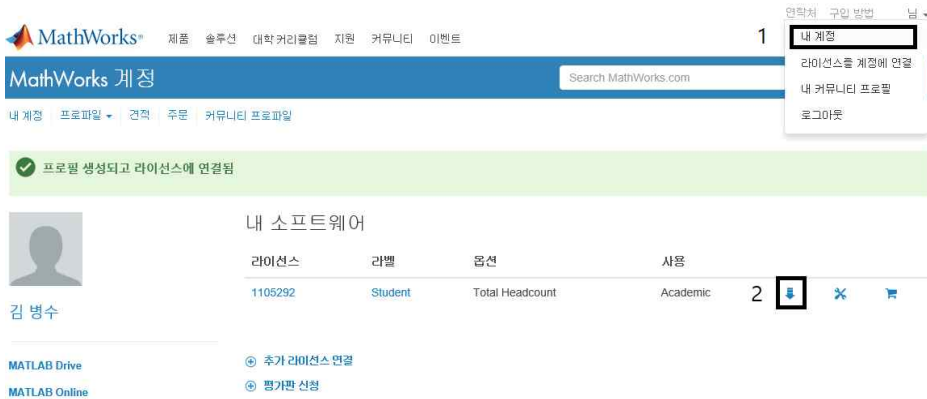 연락처 구입 방법 님
MathWorks® 제품 솔루션 대학 커리큘럼 지원 커뮤니티 이벤트
1 내 계정
라이선스를 계정에 연결
내 커뮤니티 프로필
로그아웃
MathWorks 계정 Search MathWorks.com
내 계정 프로파일 견적 주문 커뮤니티 프로파일
프로필 생성되고 라이선스에 연결됨
내 소프트웨어
라이선스 라벨 옵션 사용
1105292 Student Total Headcount Academic 2
김 병수
MATLAB Drive
MATLAB Online
추가 라이선스 연결
평가판 신청